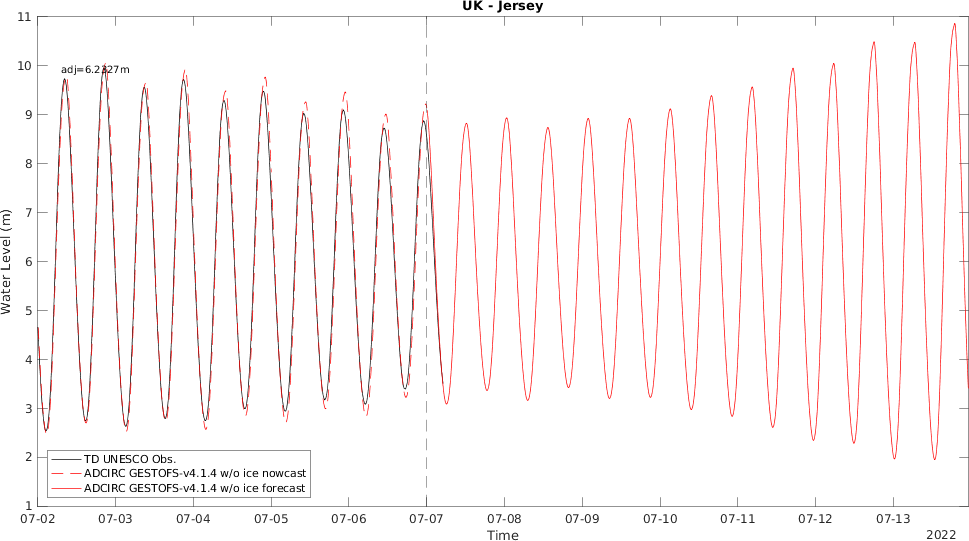 UK - Jersey
11
10
9
8
7
6
5
4
3
2
1
Water Level (m)
adj=6.2327m
TD UNESCO Obs.
ADCIRC GESTOFS-v4.1.4 w/o ice nowcast
ADCIRC GESTOFS-v4.1.4 w/o ice forecast
07-02 07-03 07-04 07-05 07-06 07-07 07-08 07-09 07-10 07-11 07-12 07-13
Time
2022